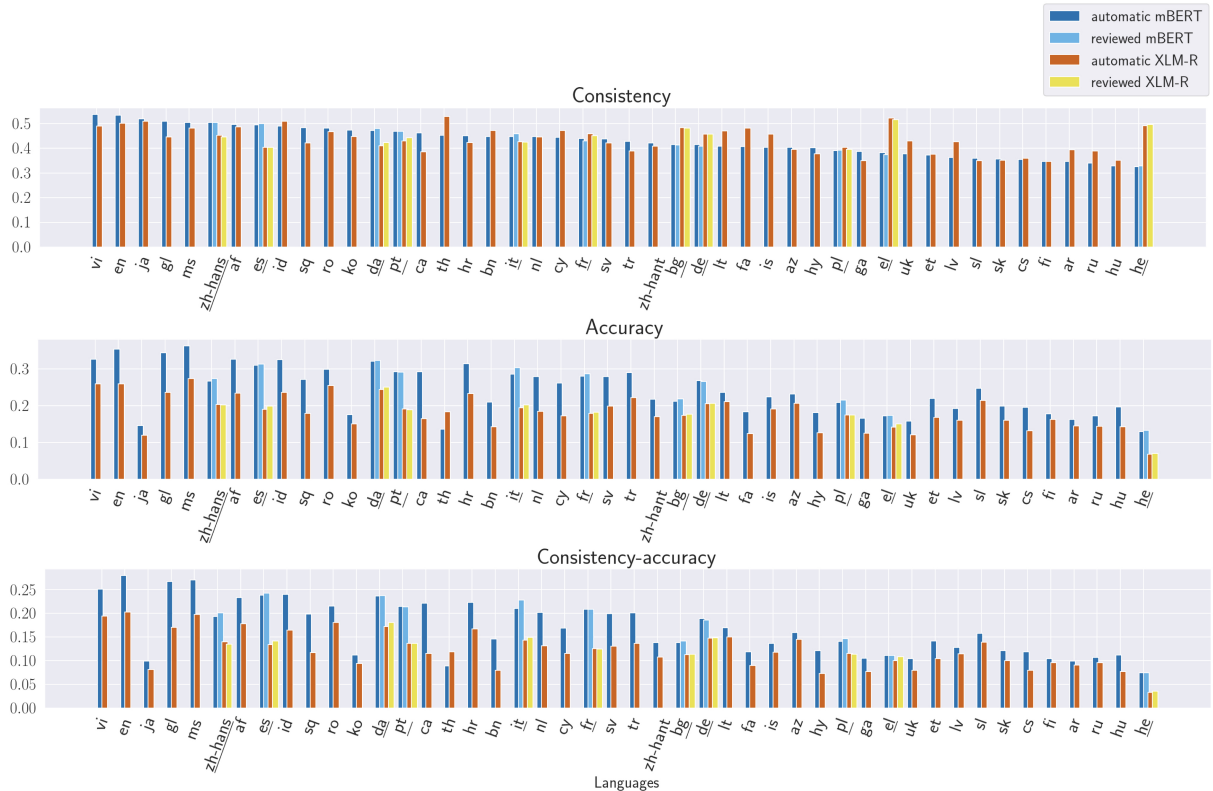 automatic mBERT
reviewed mBERT
automatic XLM-R
reviewed XLM-R
Consistency
0.5
0.4
0.3
0.2
0.1
0.0
vi en ja gl ms zh-hans af es id sq ro ko da pt ca th hr bn it nl cy fr sv tr zh-hant bg de lt fa is az hy pl ga el uk et lv sl sk cs fi ar ru hu he
Accuracy
0.3
0.2
0.1
0.0
vi en ja gl ms zh-hans af es id sq ro ko da pt ca th hr bn it nl cy fr sv tr zh-hant bg de lt fa is az hy pl ga el uk et lv sl sk cs fi ar ru hu he
Consistency-accuracy
0.25
0.20
0.15
0.10
0.05
0.00
vi en ja gl ms zh-hans af es id sq ro ko da pt ca th hr bn it nl cy fr sv tr zh-hant bg de lt fa is az hy pl ga el uk et lv sl sk cs fi ar ru hu he
Languages